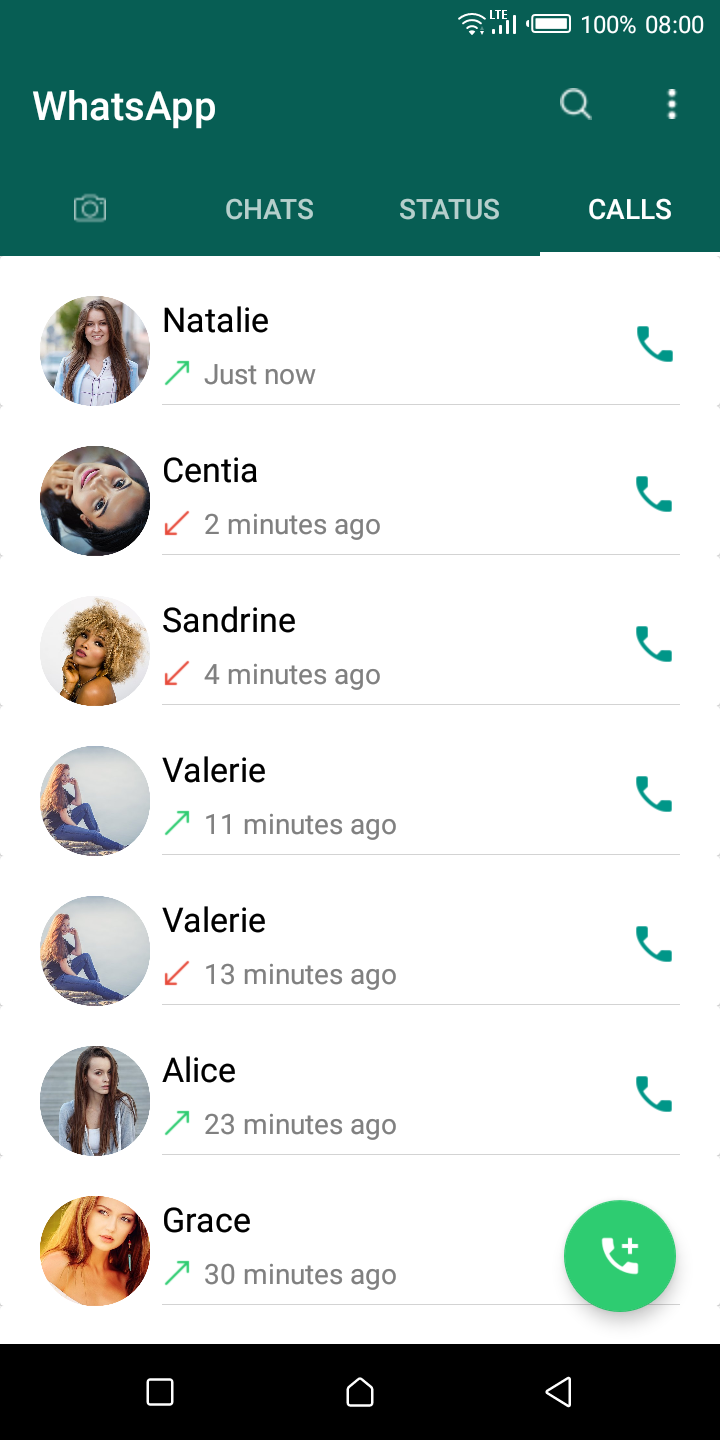 LTE 100% 08:00
WhatsApp
CHATS STATUS CALLS
Natalie
Just now
Centia
2 minutes ago
Sandrine
4 minutes ago
Valerie
11 minutes ago
Valerie
13 minutes ago
Alice
23 minutes ago
Grace
30 minutes ago